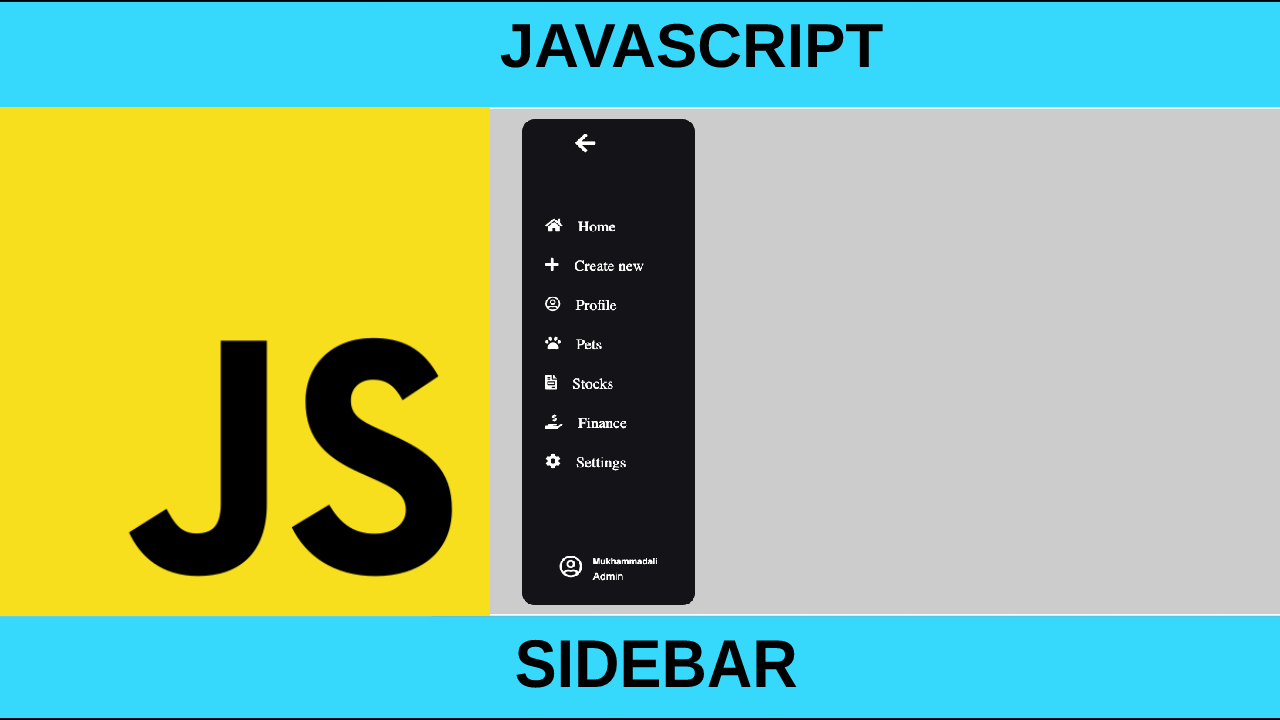 JAVASCRIPT
JS
Home
Create new
Profile
Pets
Stocks
Finance
Settings
Mukhammadali
Admin
SIDEBAR